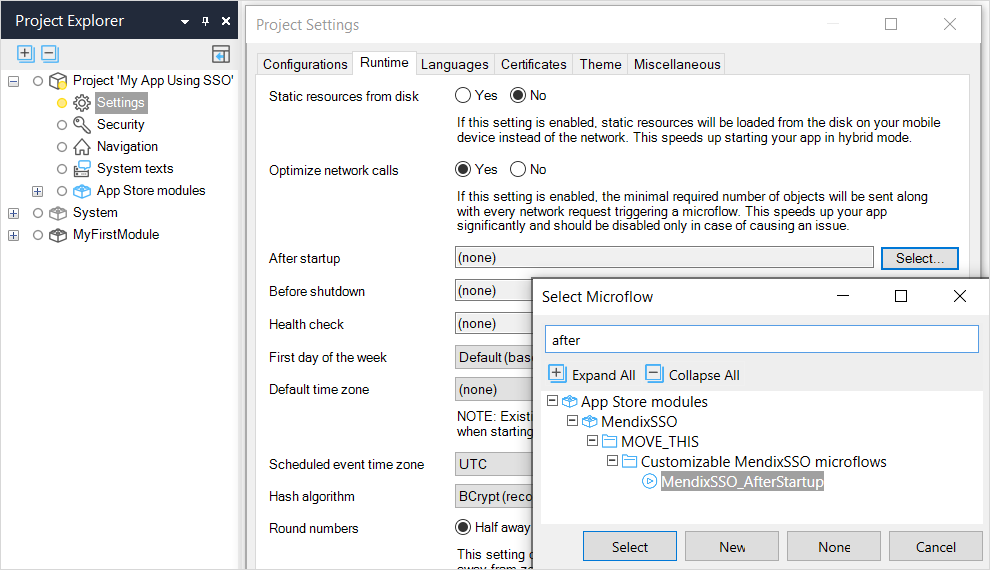 Project Explorer
Project 'My App Using SSO'
Settings
Security
Navigation
System texts
App Store modules
System
MyFirstModule
Project Settings
Configurations Runtime Languages Certificates Theme Miscellaneous
Static resources from disk Yes No
If this setting is enabled, static resources will be loaded from the disk on your mobile
device instead of the network. This speeds up starting your app in hybrid mode.
Optimize network calls Yes No
If this setting is enabled, the minimal required number of objects will be sent along
with every network request triggering a microflow. This speeds up your app
significantly and should be disabled only in case of causing an issue.
After startup (none) Select...
Before shutdown (none)
Health check (none)
First day of the week Default (bas
Default time zone (none)
NOTE: Existi
when starting
Scheduled event time zone UTC
Hash algorithm BCrypt (reco
Round numbers Half away
This setting
Select Microflow
after
Expand All Collapse All
App Store modules
MendixSSO
MOVE_THIS
Customizable MendixSSO microflows
MendixSSO_AfterStartup
Select New None Cancel